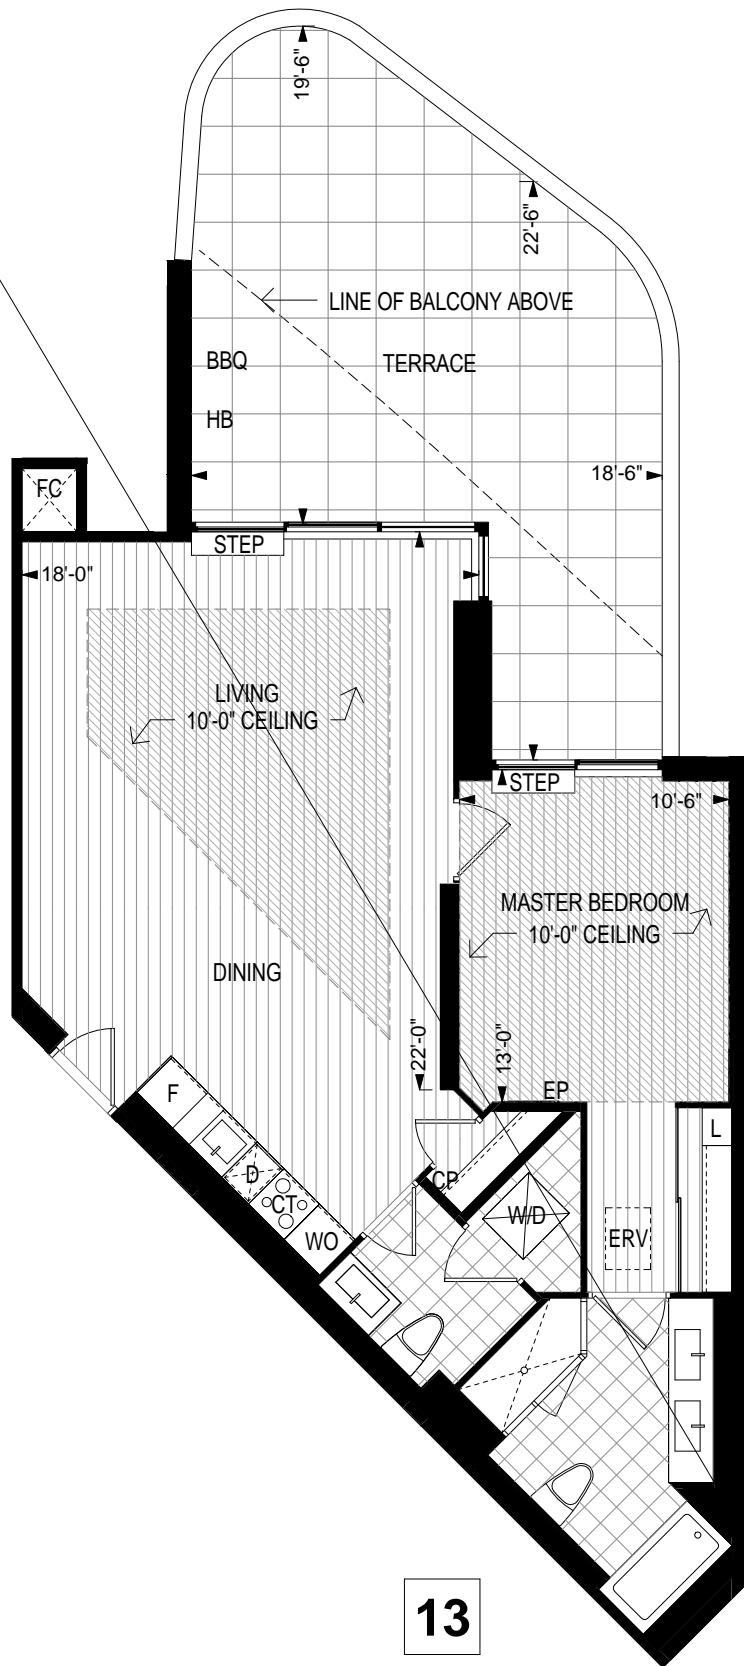 19'-6"
22'-6"
LINE OF BALCONY ABOVE
BBQ
TERRACE
HB
18'-6"
FC
STEP
18'-0"
LIVING
10'-0" CEILING
STEP
10'-6"
MASTER BEDROOM
10'-0" CEILING
DINING
22'-0"
13'-0"
EP
F
L
D
CP
CT
W/D
WO
ERV
13